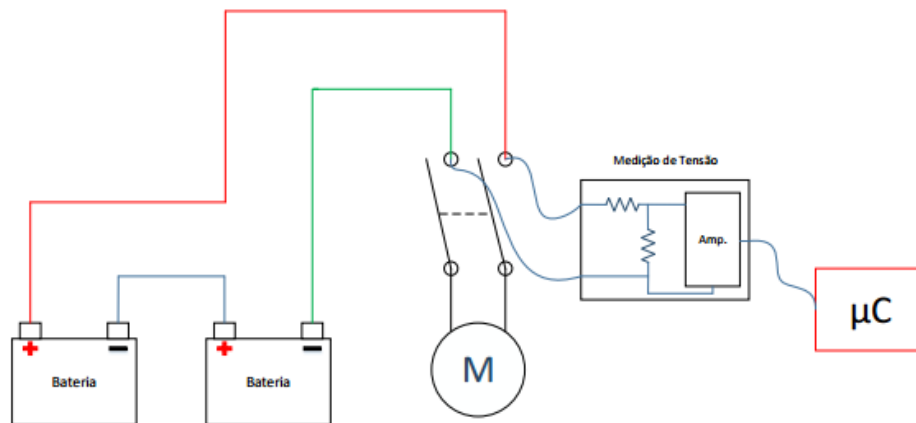 Medição de Tensão
Amp.
µC
+ − + −
Bateria Bateria
M